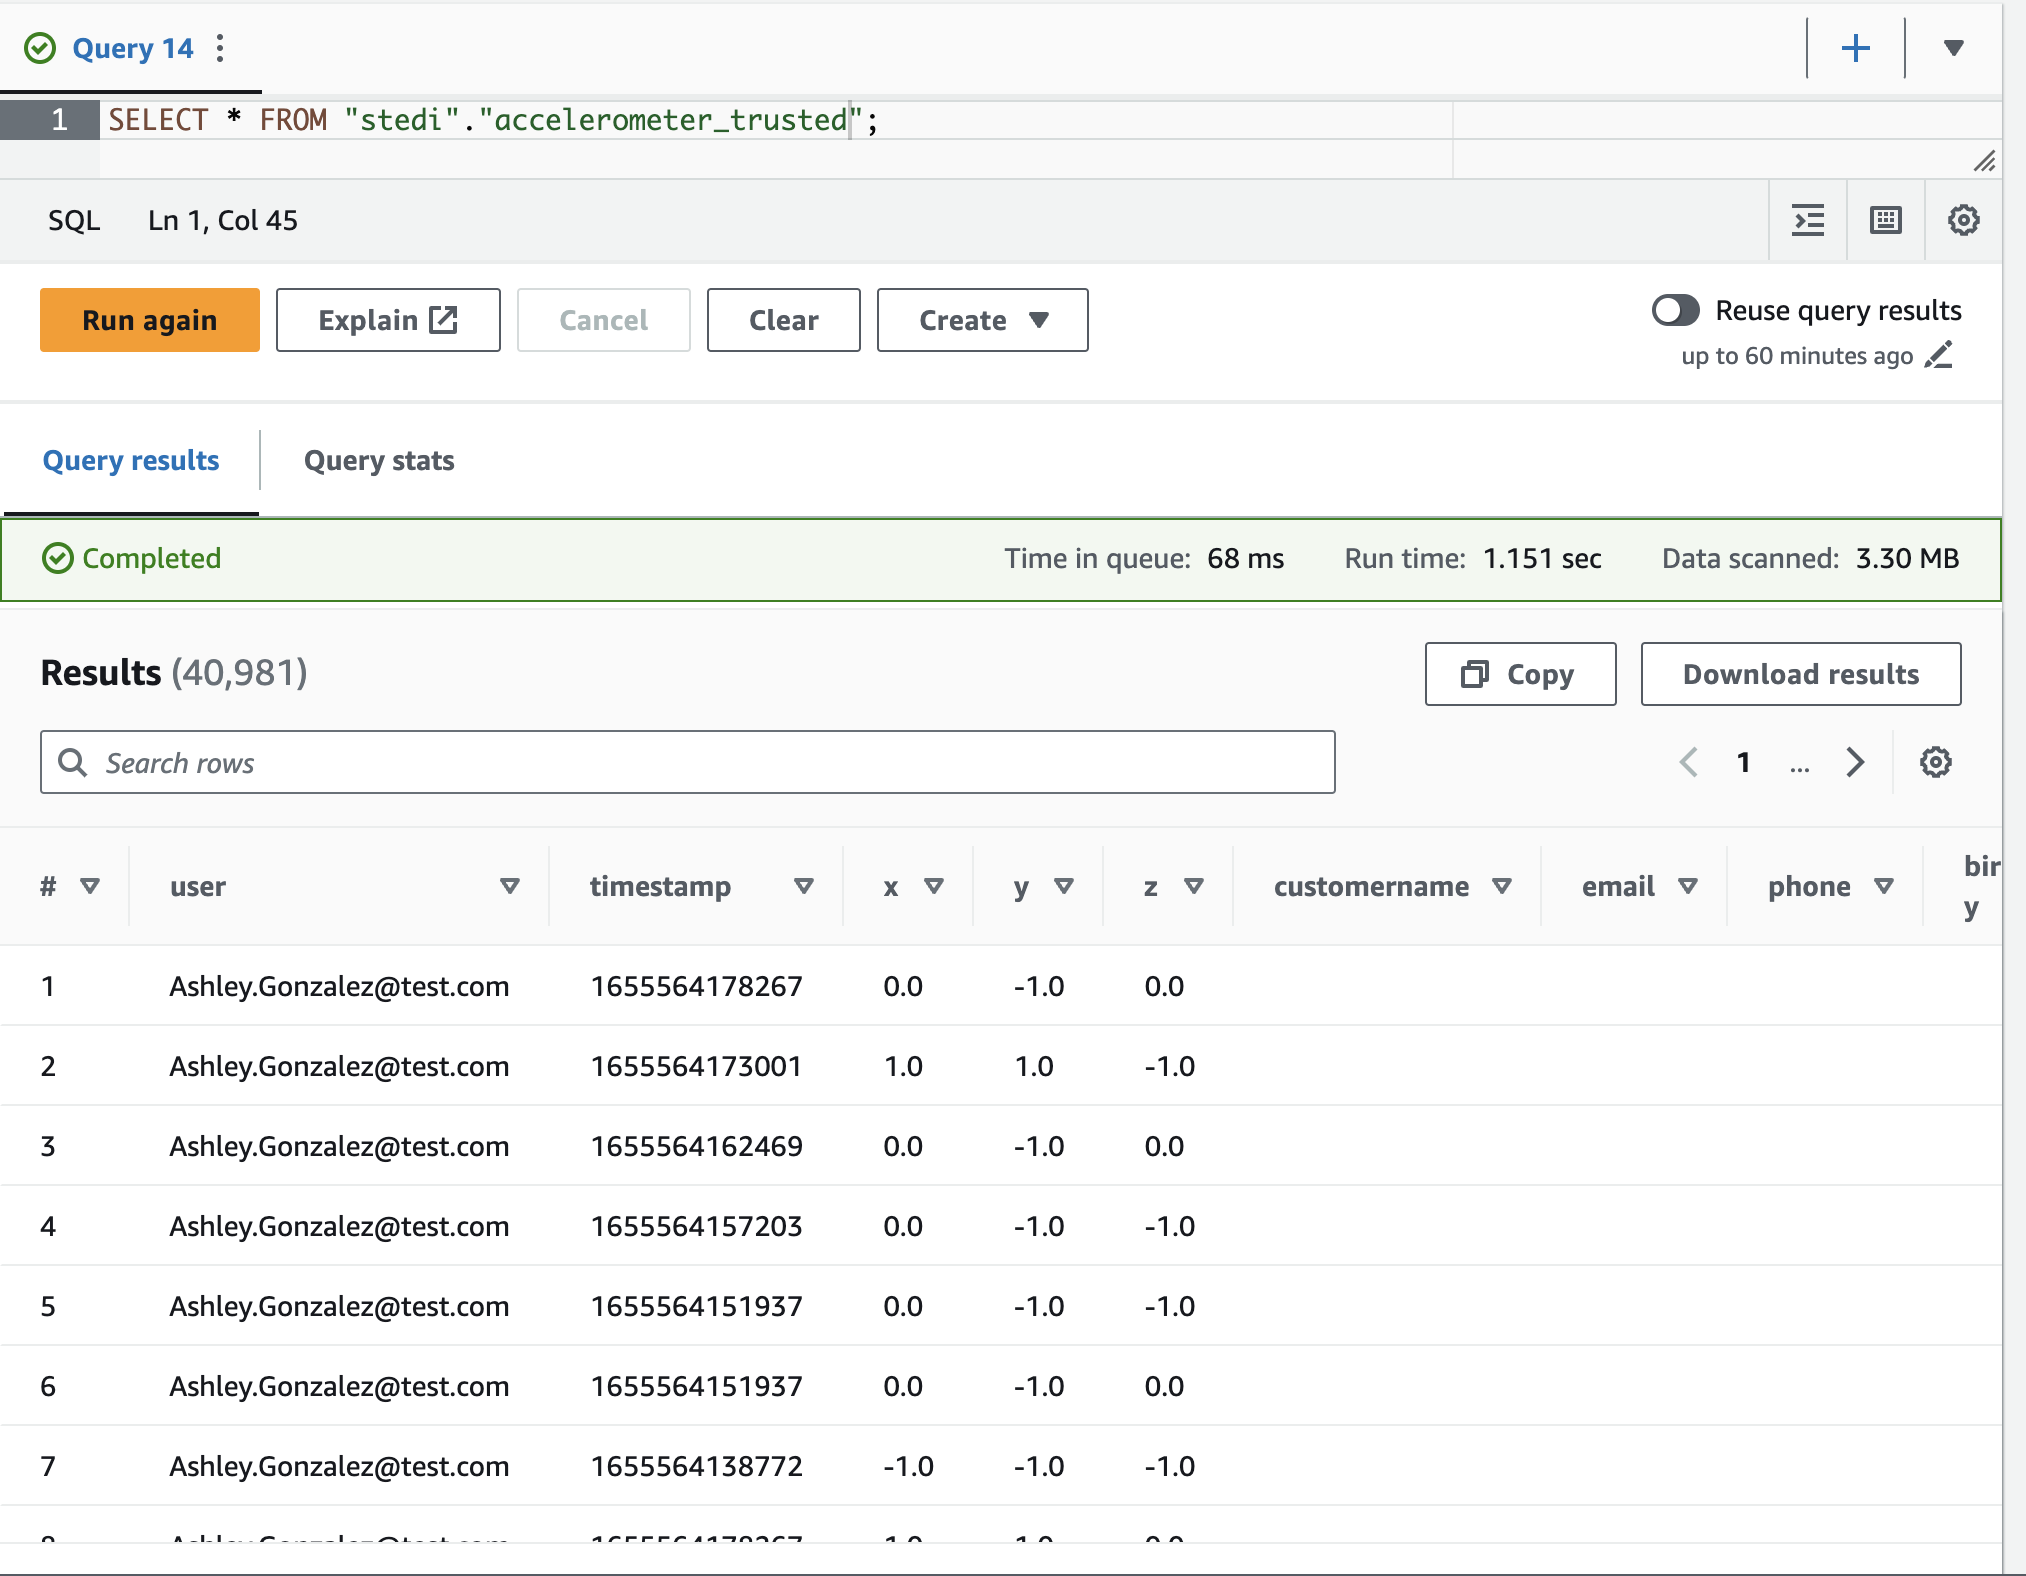 Query 14
1 SELECT * FROM "stedi"."accelerometer_trusted";
SQL Ln 1, Col 45
Run again Explain Cancel Clear Create
Reuse query results
up to 60 minutes ago
Query results Query stats
Completed Time in queue: 68 ms Run time: 1.151 sec Data scanned: 3.30 MB
Results (40,981) Copy Download results
Search rows 1 ...
# user timestamp x y z customername email phone bir
y
1 Ashley.Gonzalez@test.com 1655564178267 0.0 -1.0 0.0
2 Ashley.Gonzalez@test.com 1655564173001 1.0 1.0 -1.0
3 Ashley.Gonzalez@test.com 1655564162469 0.0 -1.0 0.0
4 Ashley.Gonzalez@test.com 1655564157203 0.0 -1.0 -1.0
5 Ashley.Gonzalez@test.com 1655564151937 0.0 -1.0 -1.0
6 Ashley.Gonzalez@test.com 1655564151937 0.0 -1.0 0.0
7 Ashley.Gonzalez@test.com 1655564138772 -1.0 -1.0 -1.0